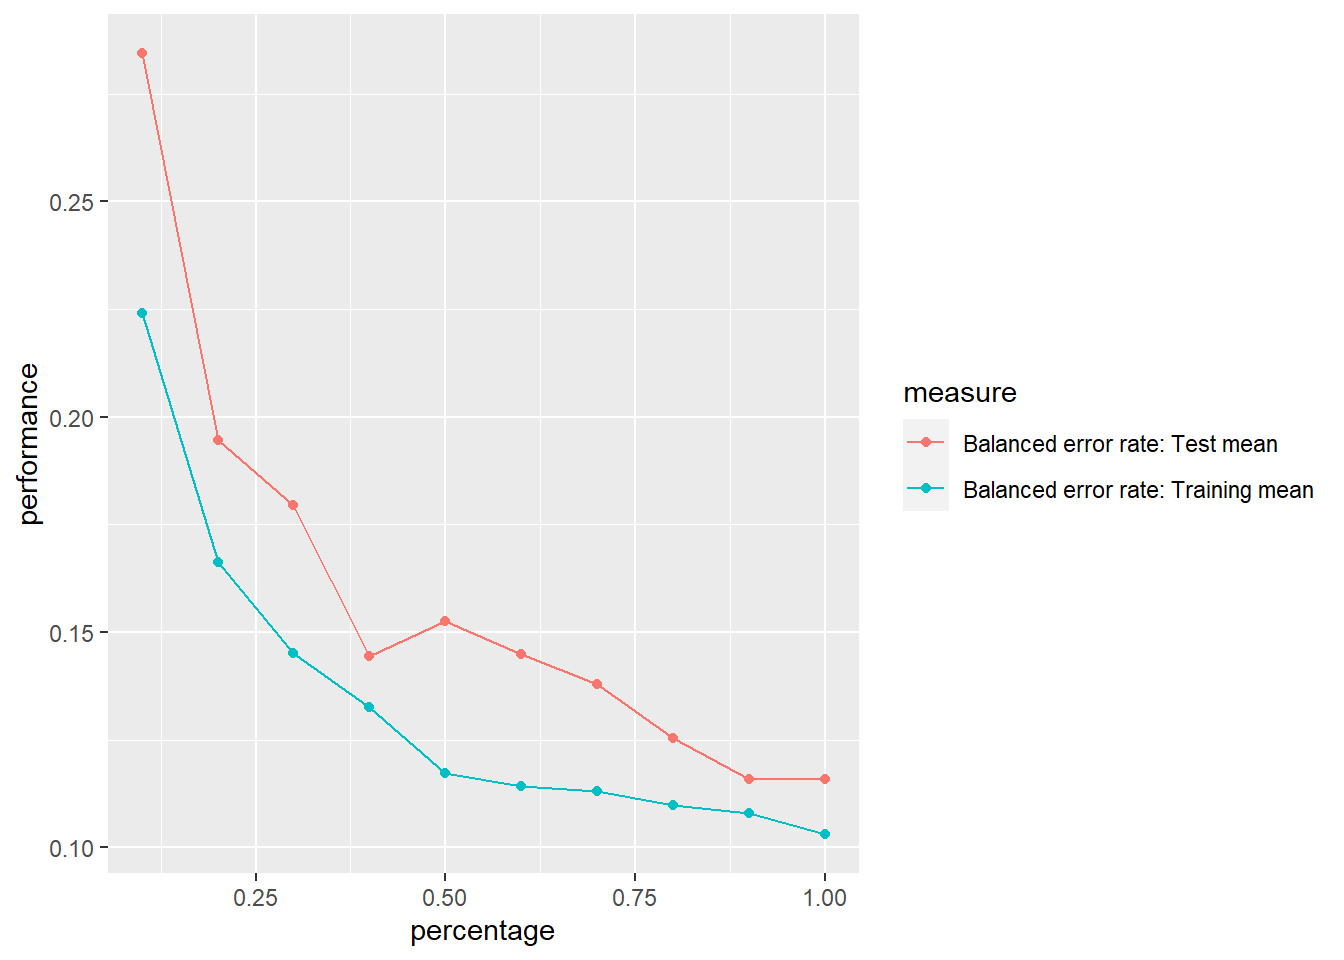 performance
0.25
0.20
0.15
0.10
0.25 0.50 0.75 1.00
percentage
measure
Balanced error rate: Test mean
Balanced error rate: Training mean